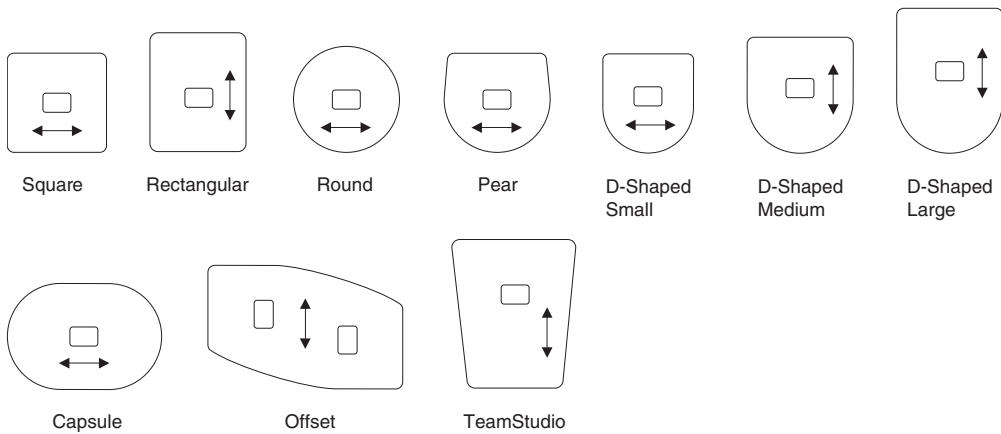 Square
Rectangular
Round
Pear
D-Shaped
Small
D-Shaped
Medium
D-Shaped
Large
Capsule
Offset
TeamStudio